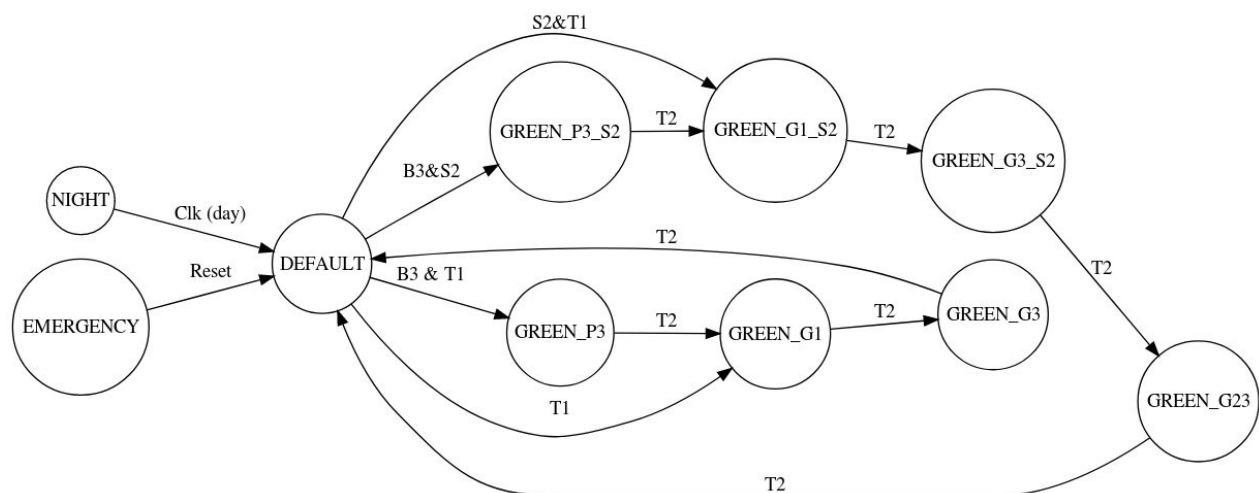 S2&T1
GREEN_P3_S2
T2
GREEN_G1_S2
T2
GREEN_G3_S2
B3&S2
NIGHT
Clk (day)
T2
DEFAULT
Reset
B3 & T1
T2
EMERGENCY
GREEN_P3
T2
GREEN_G1
T2
GREEN_G3
T1
GREEN_G23
T2